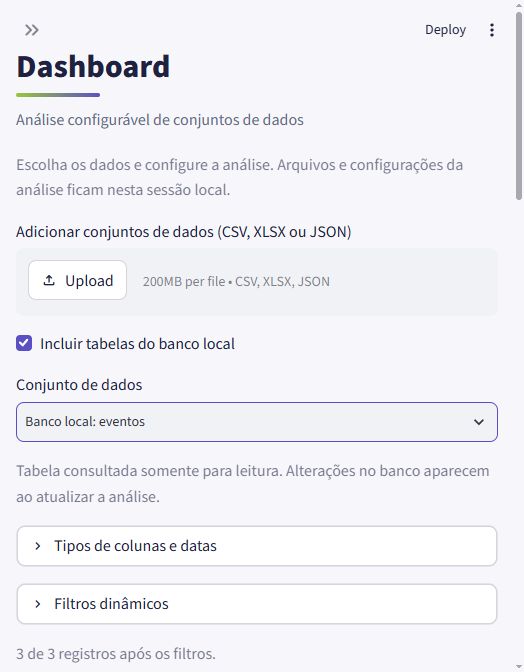 Deploy
Dashboard
Análise configurável de conjuntos de dados
Escolha os dados e configure a análise. Arquivos e configurações da
análise ficam nesta sessão local.
Adicionar conjuntos de dados (CSV, XLSX ou JSON)
Upload
200MB per file • CSV, XLSX, JSON
Incluir tabelas do banco local
Conjunto de dados
Banco local: eventos
Tabela consultada somente para leitura. Alterações no banco aparecem
ao atualizar a análise.
Tipos de colunas e datas
Filtros dinâmicos
3 de 3 registros após os filtros.